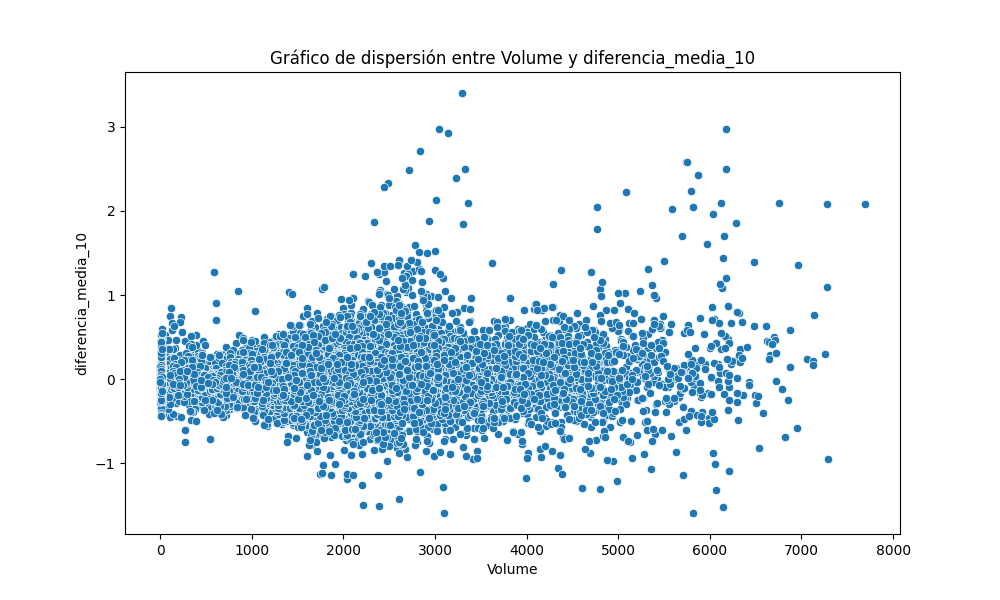 Gráfico de dispersión entre Volume y diferencia_media_10
diferencia_media_10
3
2
1
0
−1
0 1000 2000 3000 4000 5000 6000 7000 8000
Volume